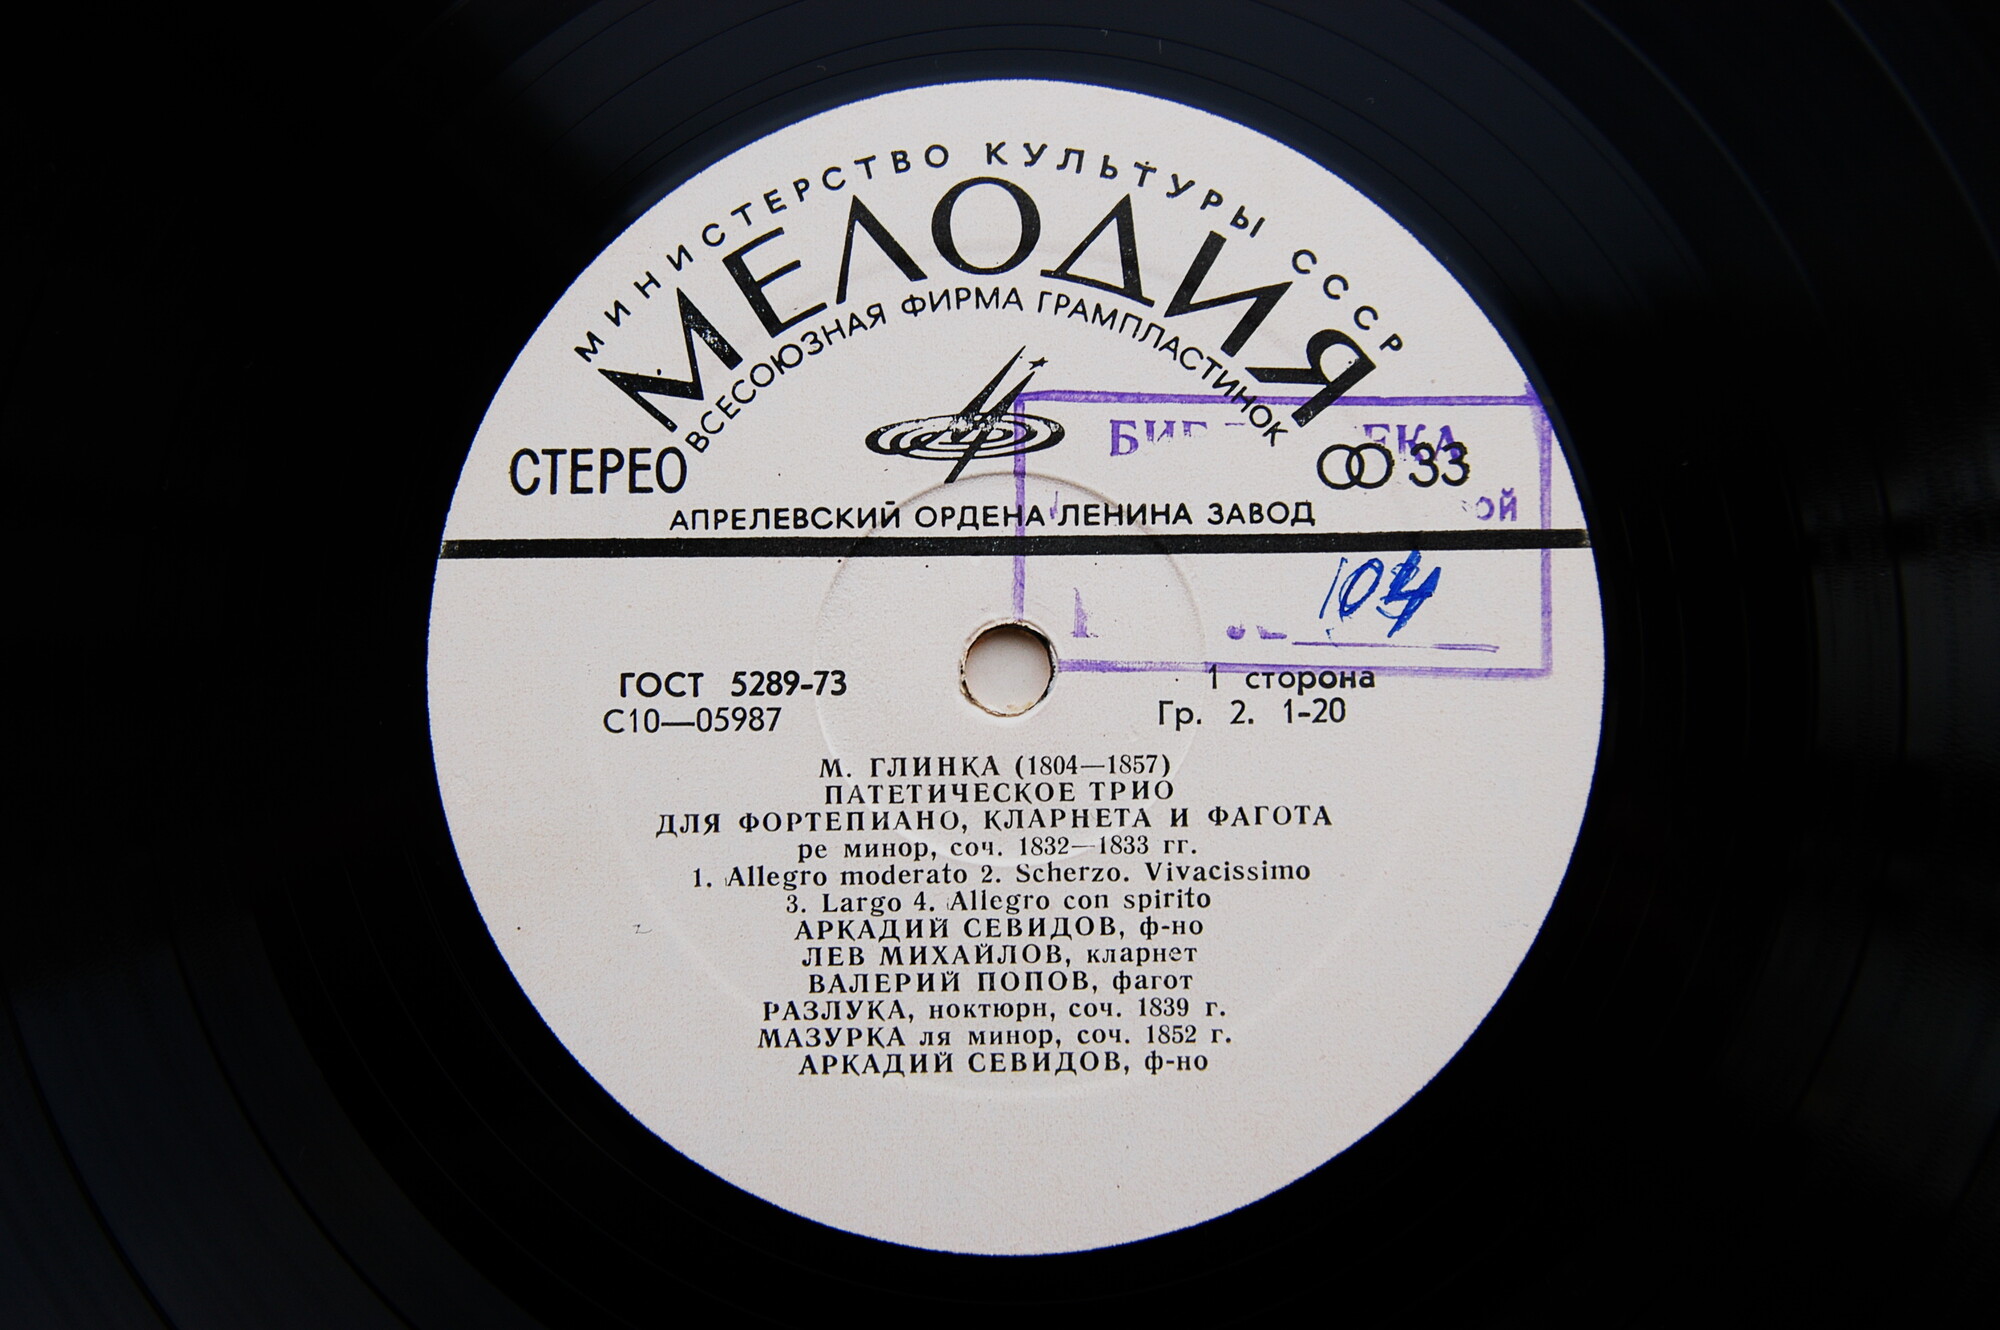 МИНИСТЕРСТВО КУЛЬТУРЫ СССР
МЕЛОДИЯ
ВСЕСОЮЗНАЯ ФИРМА ГРАМПЛАСТИНОК
СТЕРЕО
33
АПРЕЛЕВСКИЙ ОРДЕНА ЛЕНИНА ЗАВОД
104
ГОСТ 5289-73
1 сторона
С10—05987
Гр. 2. 1-20
М. ГЛИНКА (1804—1857)
ПАТЕТИЧЕСКОЕ ТРИО
ДЛЯ ФОРТЕПИАНО, КЛАРНЕТА И ФАГОТА
ре минор, соч. 1832—1833 гг.
1. Allegro moderato 2. Scherzo. Vivacissimo
3. Largo 4. Allegro con spirito
АРКАДИЙ СЕВИДОВ, ф-но
ЛЕВ МИХАЙЛОВ, кларнет
ВАЛЕРИЙ ПОПОВ, фагот
РАЗЛУКА, ноктюрн, соч. 1839 г.
МАЗУРКА ля минор, соч. 1852 г.
АРКАДИЙ СЕВИДОВ, ф-но